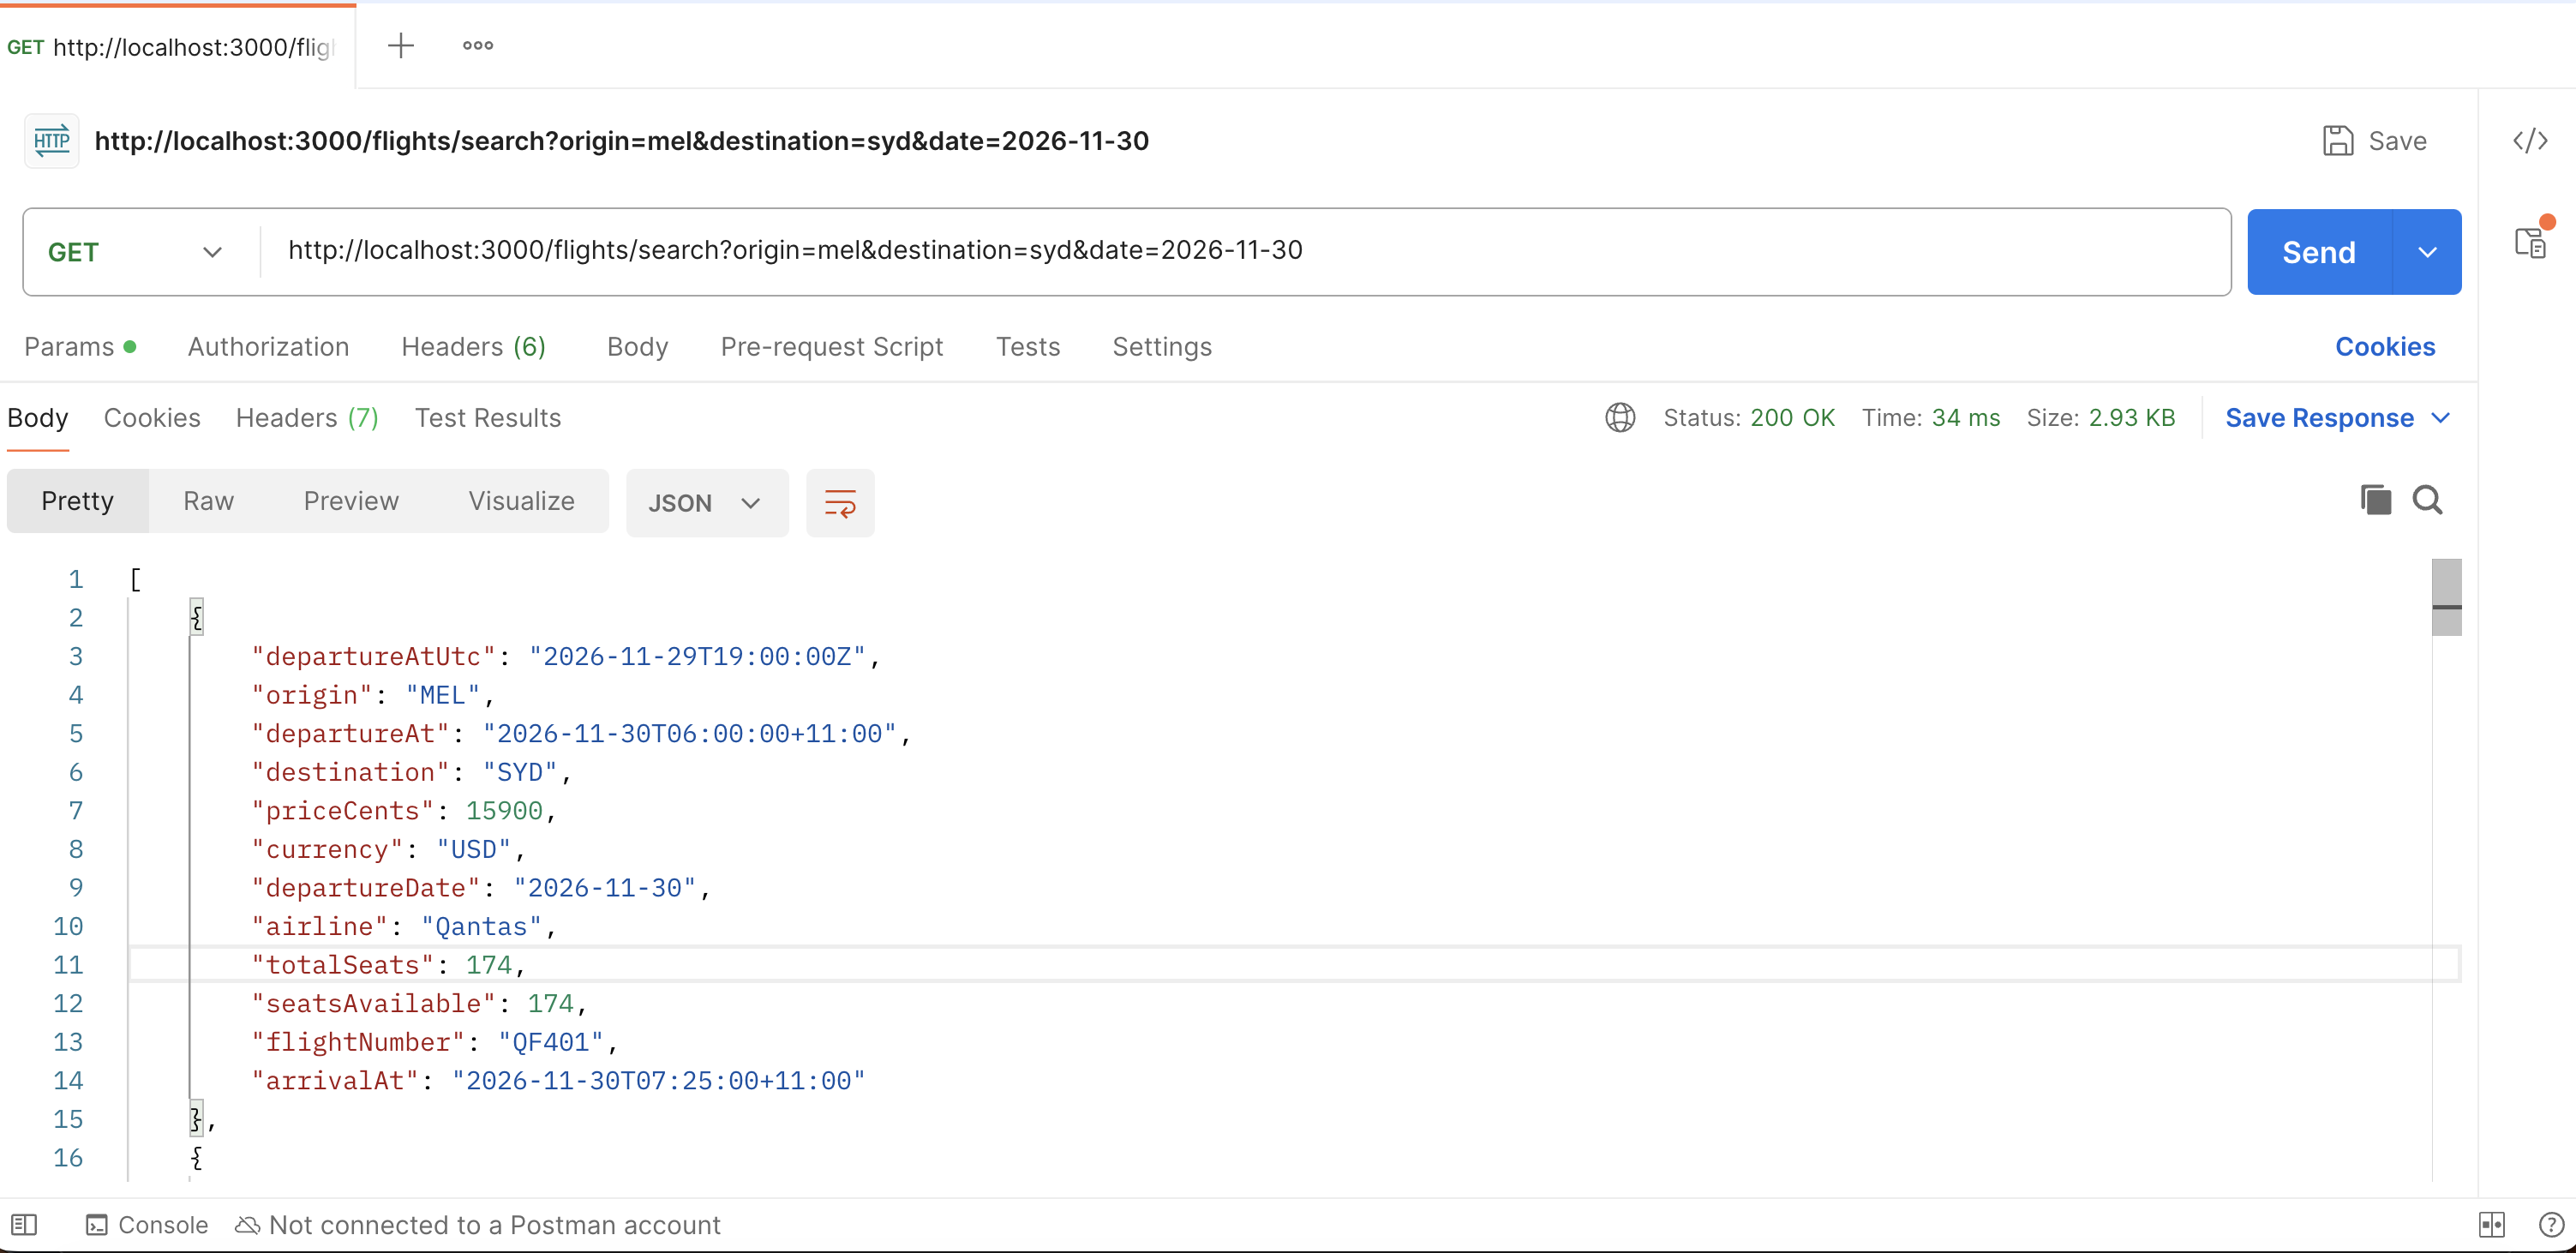 GET http://localhost:3000/flig
HTTP http://localhost:3000/flights/search?origin=mel&destination=syd&date=2026-11-30 Save
GET http://localhost:3000/flights/search?origin=mel&destination=syd&date=2026-11-30 Send
Params Authorization Headers (6) Body Pre-request Script Tests Settings Cookies
Body Cookies Headers (7) Test Results Status: 200 OK Time: 34 ms Size: 2.93 KB Save Response
Pretty Raw Preview Visualize JSON
1 [
2 {
3 "departureAtUtc": "2026-11-29T19:00:00Z",
4 "origin": "MEL",
5 "departureAt": "2026-11-30T06:00:00+11:00",
6 "destination": "SYD",
7 "priceCents": 15900,
8 "currency": "USD",
9 "departureDate": "2026-11-30",
10 "airline": "Qantas",
11 "totalSeats": 174,
12 "seatsAvailable": 174,
13 "flightNumber": "QF401",
14 "arrivalAt": "2026-11-30T07:25:00+11:00"
15 },
16 {
Console Not connected to a Postman account